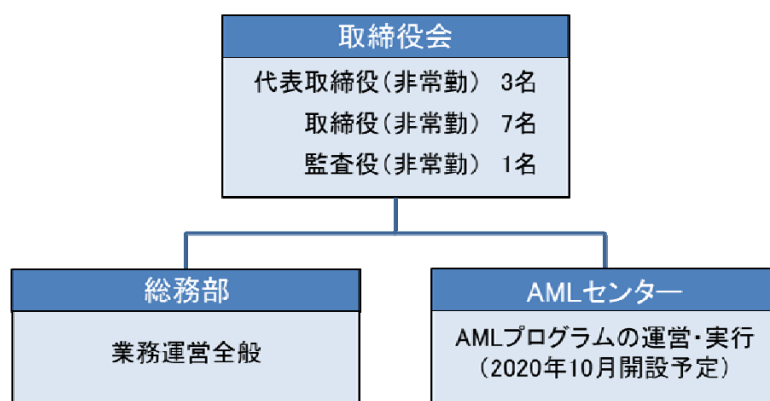 取締役会
代表取締役(非常勤) 3名
取締役(非常勤) 7名
監査役(非常勤) 1名
総務部
業務運営全般
AMLセンター
AMLプログラムの運営・実行
(2020年10月開設予定)